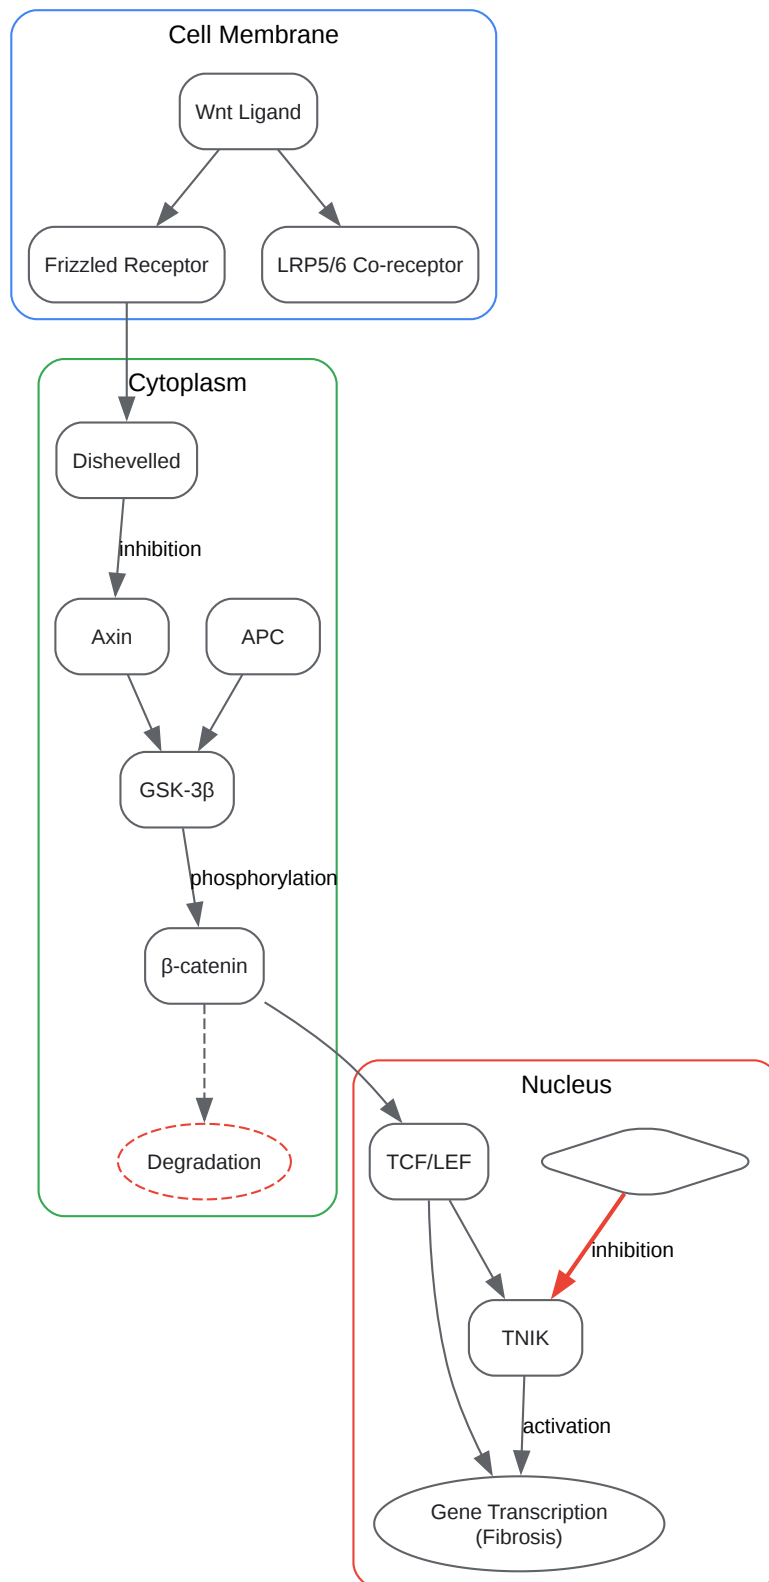 Cell Membrane
Wnt Ligand
Frizzled Receptor
LRP5/6 Co-receptor
Cytoplasm
Dishevelled
inhibition
Axin
APC
GSK-3β
phosphorylation
β-catenin
Degradation
Nucleus
TCF/LEF
inhibition
TNIK
activation
Gene Transcription
(Fibrosis)